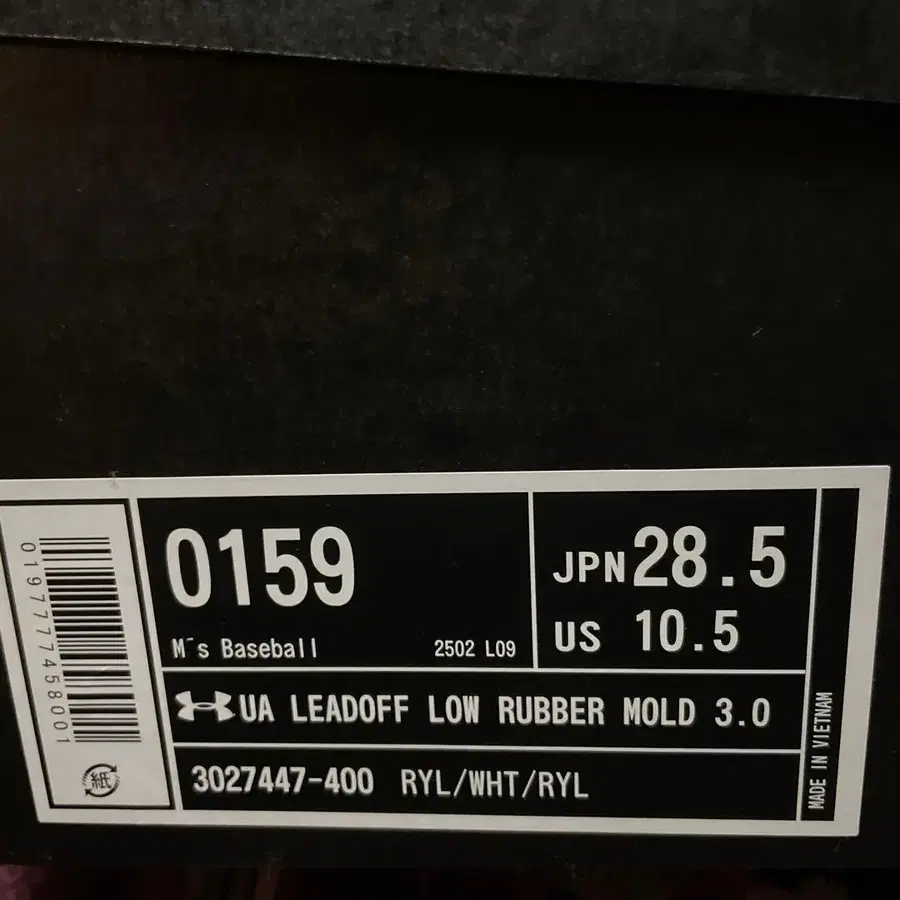 0197777458001
紙
0159
M's Baseball
2502 L09
JPN 28.5
US 10.5
UA LEADOFF LOW RUBBER MOLD 3.0
3027447-400 RYL/WHT/RYL
MADE IN VIETNAM